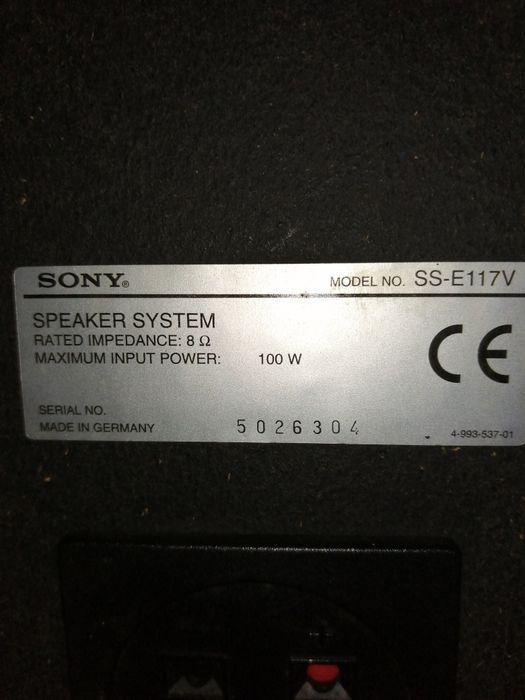 SONY® MODEL NO. SS-E117V
SPEAKER SYSTEM
RATED IMPEDANCE: 8 Ω
MAXIMUM INPUT POWER: 100 W
CE
SERIAL NO.
MADE IN GERMANY 5026304 4-993-537-01